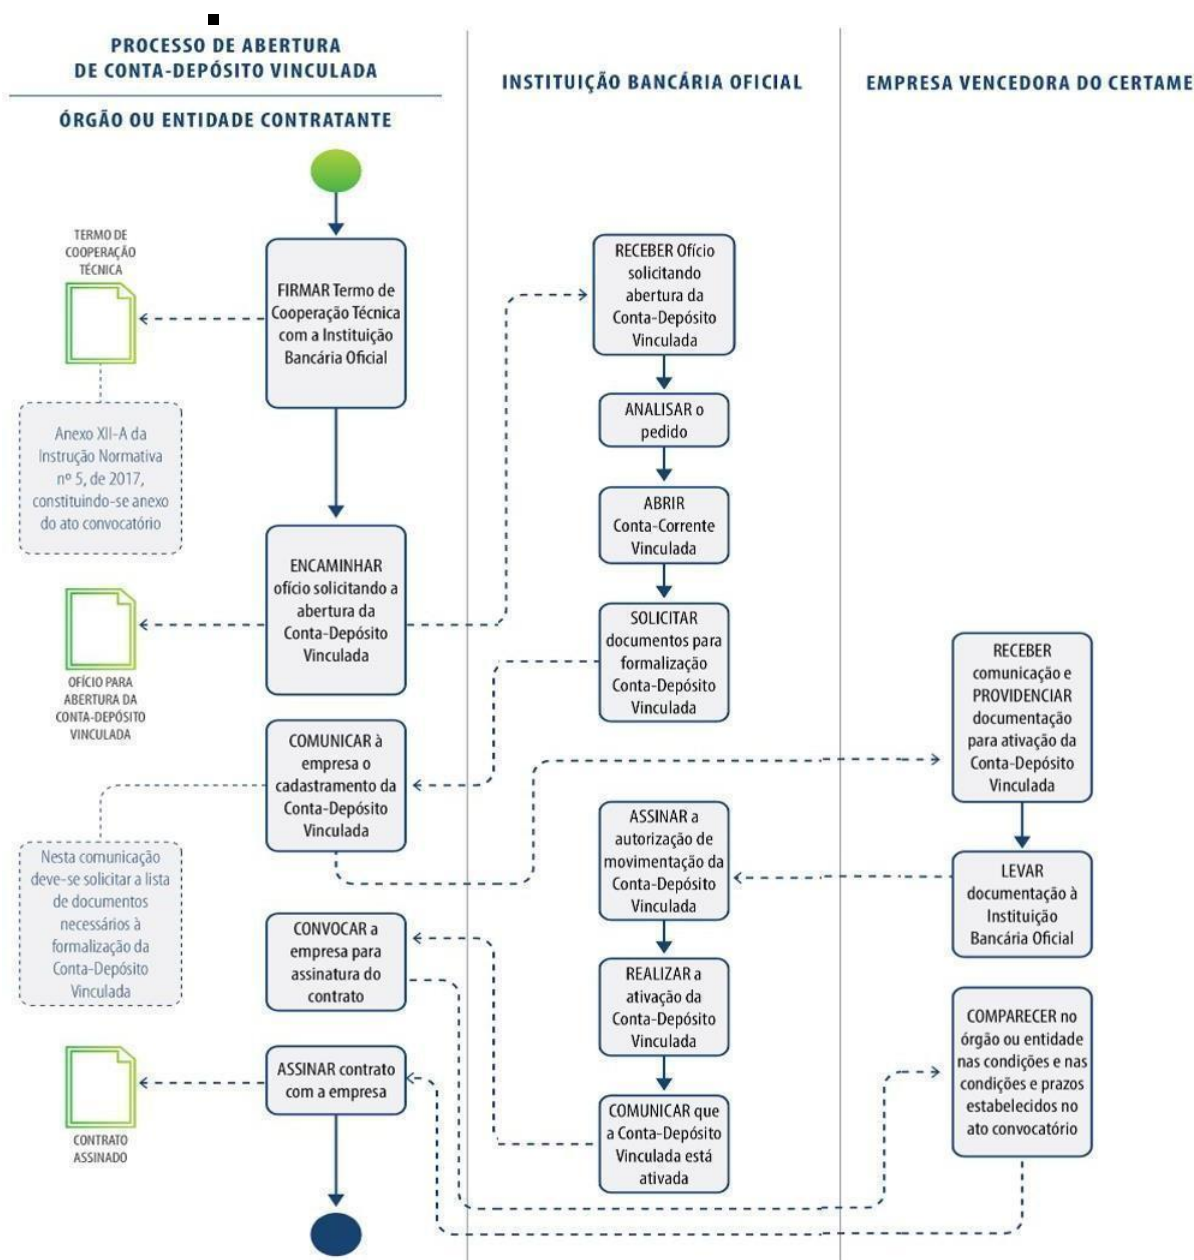 PROCESSO DE ABERTURA
DE CONTA-DEPÓSITO VINCULADA
ÓRGÃO OU ENTIDADE CONTRATANTE
INSTITUIÇÃO BANCÁRIA OFICIAL
EMPRESA VENCEDORA DO CERTAME
TERMO DE
COOPERAÇÃO
TÉCNICA
FIRMAR Termo de
Cooperação Técnica
com a Instituição
Bancária Oficial
Anexo XII-A da
Instrução Normativa
nº 5, de 2017,
constituindo-se anexo
do ato convocatório
ENCAMINHAR
ofício solicitando a
abertura da
Conta-Depósito
Vinculada
OFÍCIO PARA
ABERTURA DA
CONTA-DEPÓSITO
VINCULADA
COMUNICAR à
empresa o
cadastramento da
Conta-Depósito
Vinculada
Nesta comunicação
deve-se solicitar a lista
de documentos
necessários à
formalização da
Conta-Depósito
Vinculada
CONVOCAR a
empresa para
assinatura do
contrato
ASSINAR contrato
com a empresa
CONTRATO
ASSINADO
RECEBER Ofício
solicitando
abertura da
Conta-Depósito
Vinculada
ANALISAR o
pedido
ABRIR
Conta-Corrente
Vinculada
SOLICITAR
documentos para
formalização
Conta-Depósito
Vinculada
ASSINAR a
autorização de
movimentação da
Conta-Depósito
Vinculada
REALIZAR a
ativação da
Conta-Depósito
Vinculada
COMUNICAR que
a Conta-Depósito
Vinculada está
ativada
RECEBER
comunicação e
PROVIDENCIAR
documentação
para ativação da
Conta-Depósito
Vinculada
LEVAR
documentação à
Instituição
Bancária Oficial
COMPARECER no
órgão ou entidade
nas condições e nas
condições e prazos
estabelecidos no
ato convocatório